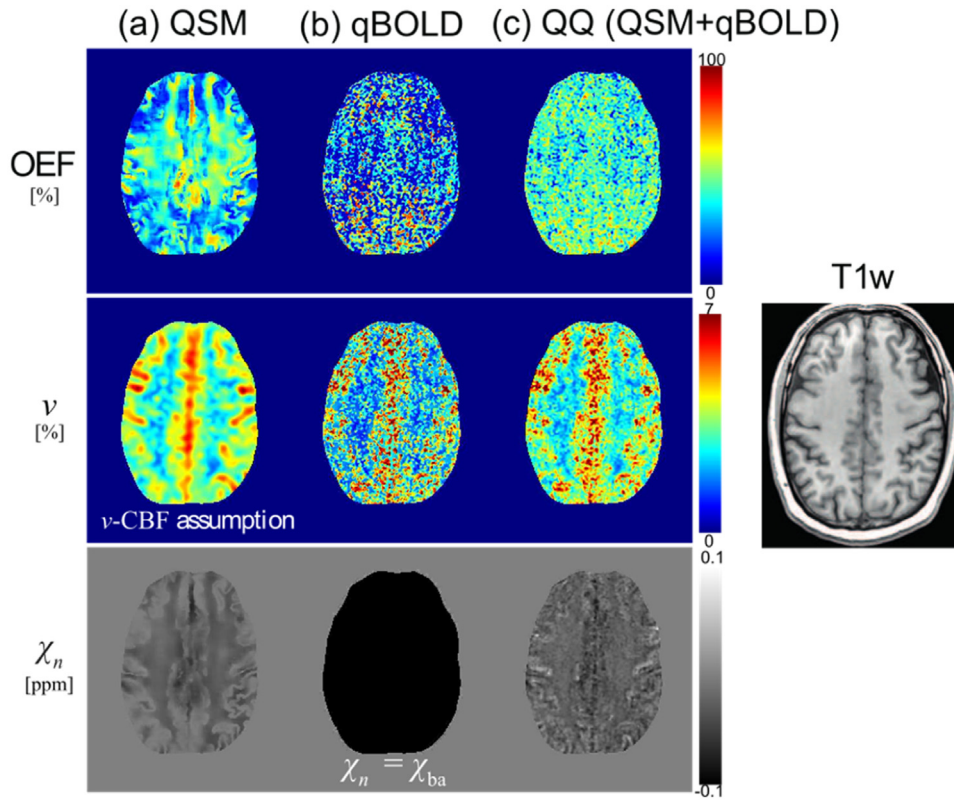 (a) QSM (b) qBOLD (c) QQ (QSM+qBOLD)
100
OEF
[%]
0
7
T1w
v
[%]
v-CBF assumption
0
0.1
χn
[ppm]
χn = χba
-0.1